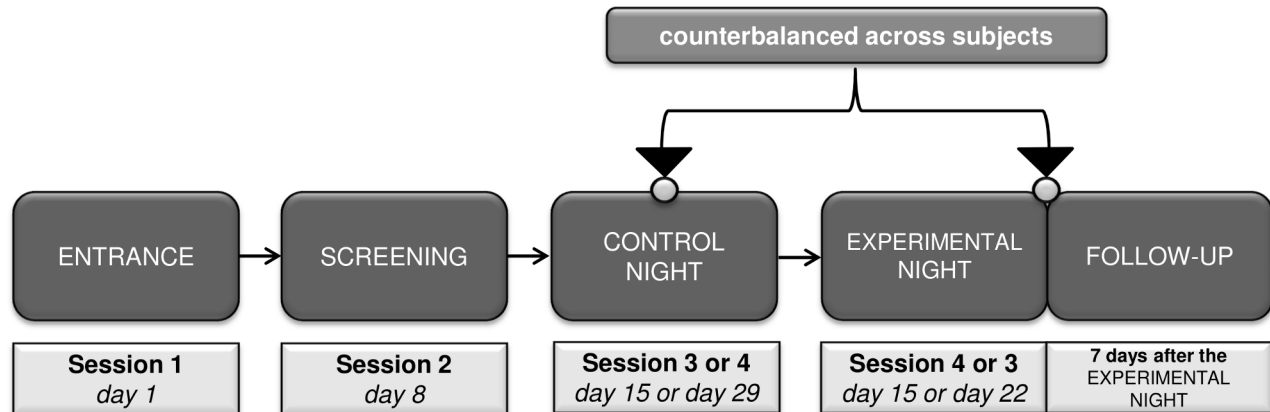 counterbalanced across subjects
ENTRANCE
SCREENING
CONTROL
NIGHT
EXPERIMENTAL
NIGHT
FOLLOW-UP
Session 1
day 1
Session 2
day 8
Session 3 or 4
day 15 or day 29
Session 4 or 3
day 15 or day 22
7 days after the
EXPERIMENTAL
NIGHT